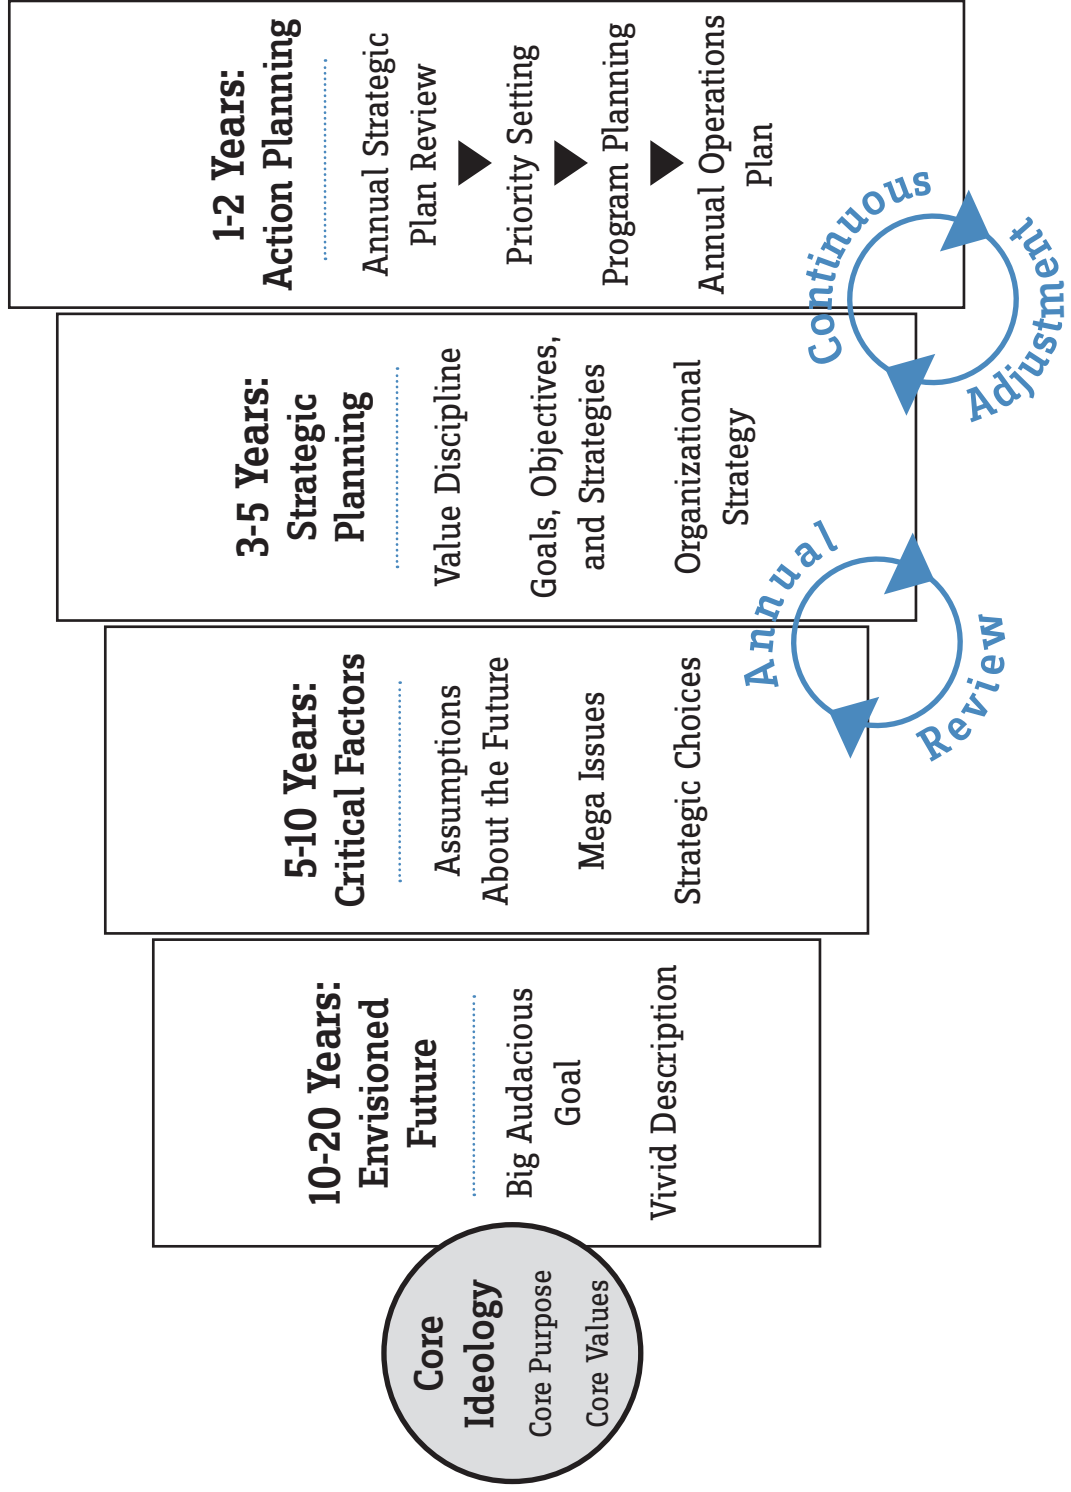 Core
Ideology
Core Purpose
Core Values
10-20 Years:
Envisioned
Future
Big Audacious
Goal
Vivid Description
5-10 Years:
Critical Factors
Assumptions
About the Future
Mega Issues
Strategic Choices
Annual
Review
3-5 Years:
Strategic
Planning
Value Discipline
Goals, Objectives,
and Strategies
Organizational
Strategy
Continuous
Adjustment
1-2 Years:
Action Planning
Annual Strategic
Plan Review
Priority Setting
Program Planning
Annual Operations
Plan